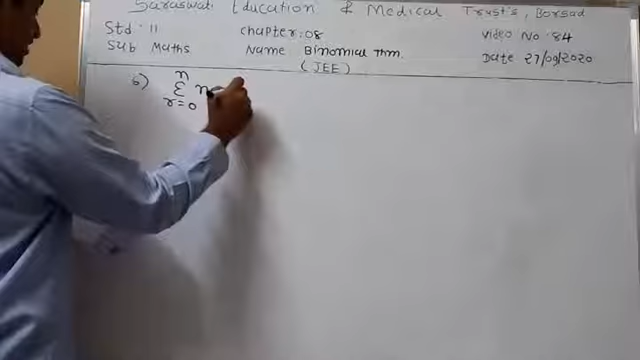 Saraswati Education & Medical Trust's, Borsad
Std : 11 Chapter : 08 Video No : 84
Sub Maths Name Binomial Thm. Date 27/09/2020
(JEE)
6) n
Σ n
r=0